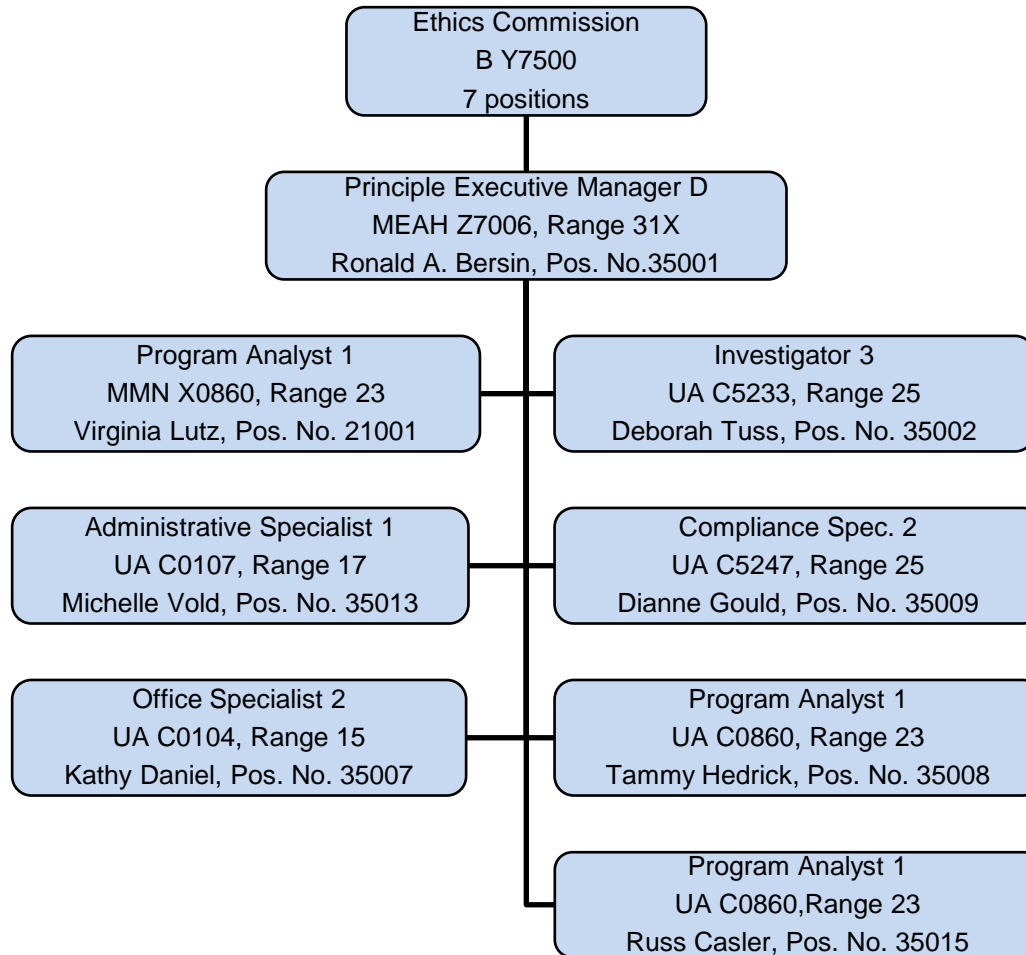 Ethics Commission
B Y7500
7 positions
Principle Executive Manager D
MEAH Z7006, Range 31X
Ronald A. Bersin, Pos. No.35001
Program Analyst 1
MMN X0860, Range 23
Virginia Lutz, Pos. No. 21001
Investigator 3
UA C5233, Range 25
Deborah Tuss, Pos. No. 35002
Administrative Specialist 1
UA C0107, Range 17
Michelle Vold, Pos. No. 35013
Compliance Spec. 2
UA C5247, Range 25
Dianne Gould, Pos. No. 35009
Office Specialist 2
UA C0104, Range 15
Kathy Daniel, Pos. No. 35007
Program Analyst 1
UA C0860, Range 23
Tammy Hedrick, Pos. No. 35008
Program Analyst 1
UA C0860,Range 23
Russ Casler, Pos. No. 35015